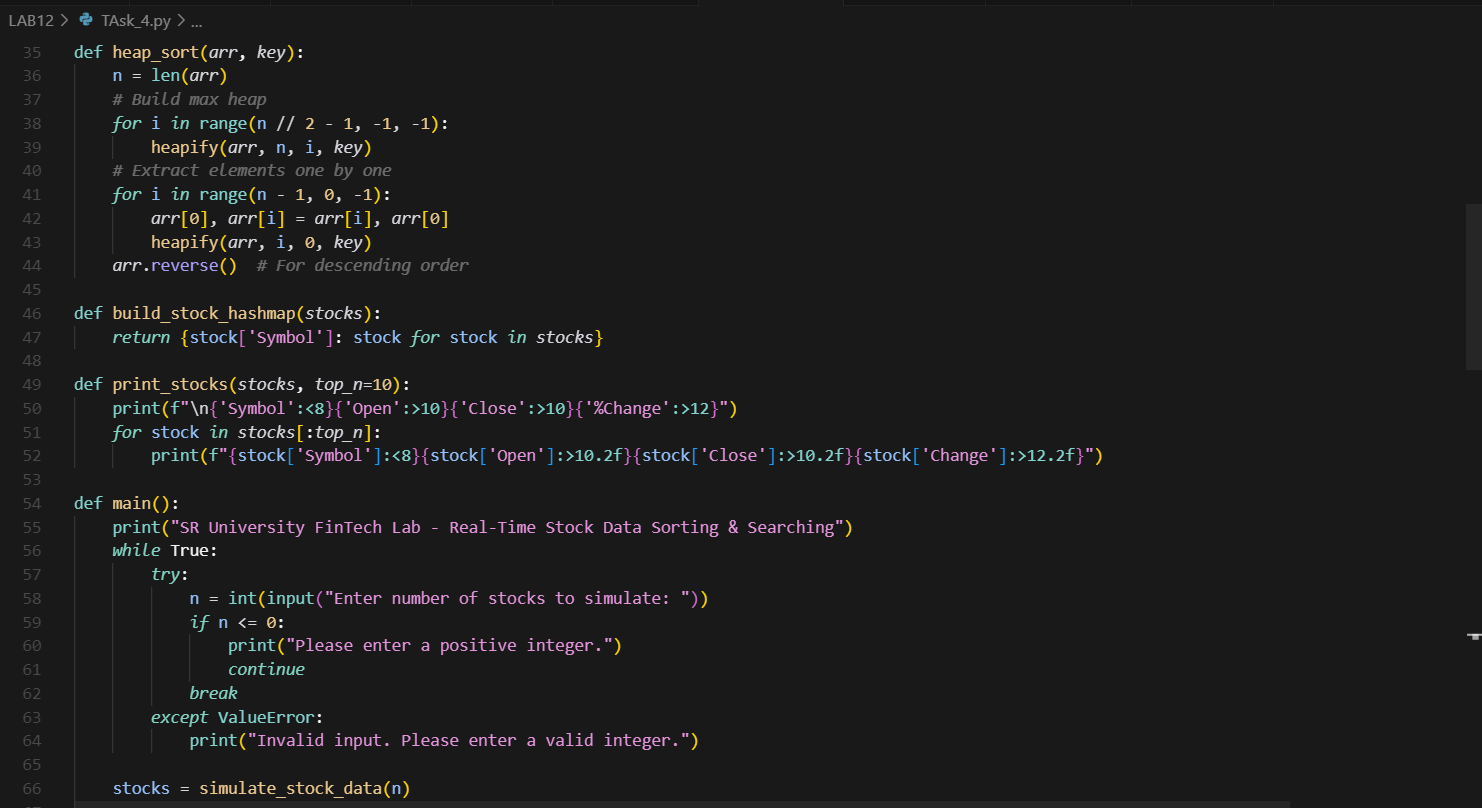 LAB12 > TAsk_4.py > ...
35 def heap_sort(arr, key):
36     n = len(arr)
37     # Build max heap
38     for i in range(n // 2 - 1, -1, -1):
39         heapify(arr, n, i, key)
40     # Extract elements one by one
41     for i in range(n - 1, 0, -1):
42         arr[0], arr[i] = arr[i], arr[0]
43         heapify(arr, i, 0, key)
44     arr.reverse()  # For descending order
45
46 def build_stock_hashmap(stocks):
47     return {stock['Symbol']: stock for stock in stocks}
48
49 def print_stocks(stocks, top_n=10):
50     print(f"\n{'Symbol':<8}{'Open':>10}{'Close':>10}{'%Change':>12}")
51     for stock in stocks[:top_n]:
52         print(f"{stock['Symbol']:<8}{stock['Open']:>10.2f}{stock['Close']:>10.2f}{stock['Change']:>12.2f}")
53
54 def main():
55     print("SR University FinTech Lab - Real-Time Stock Data Sorting & Searching")
56     while True:
57         try:
58             n = int(input("Enter number of stocks to simulate: "))
59             if n <= 0:
60                 print("Please enter a positive integer.")
61                 continue
62             break
63         except ValueError:
64             print("Invalid input. Please enter a valid integer.")
65
66     stocks = simulate_stock_data(n)